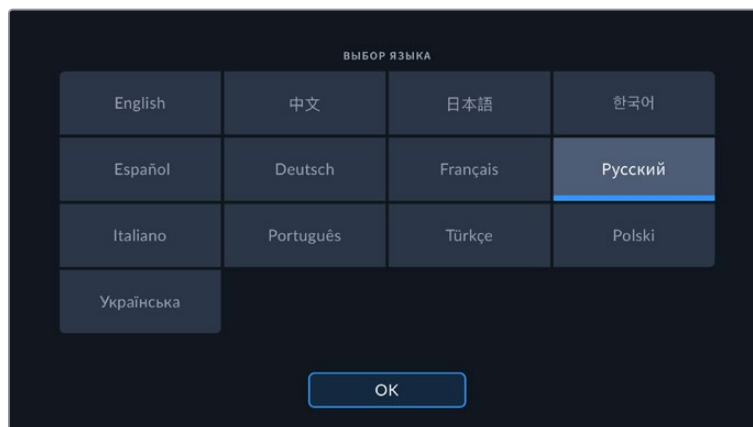 ВЫБОР ЯЗЫКА
English 中文 日本語 한국어
Español Deutsch Français Русский
Italiano Português Türkçe Polski
Українська
OK